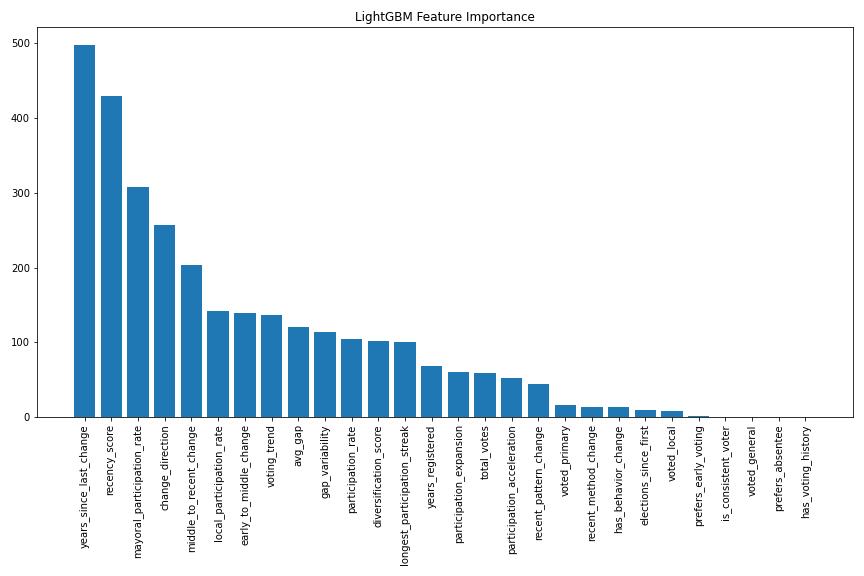 LightGBM Feature Importance
500
400
300
200
100
0
years_since_last_change
recency_score
mayoral_participation_rate
change_direction
middle_to_recent_change
local_participation_rate
early_to_middle_change
voting_trend
avg_gap
gap_variability
participation_rate
diversification_score
longest_participation_streak
years_registered
participation_expansion
total_votes
participation_acceleration
recent_pattern_change
voted_primary
recent_method_change
has_behavior_change
elections_since_first
voted_local
prefers_early_voting
is_consistent_voter
voted_general
prefers_absentee
has_voting_history